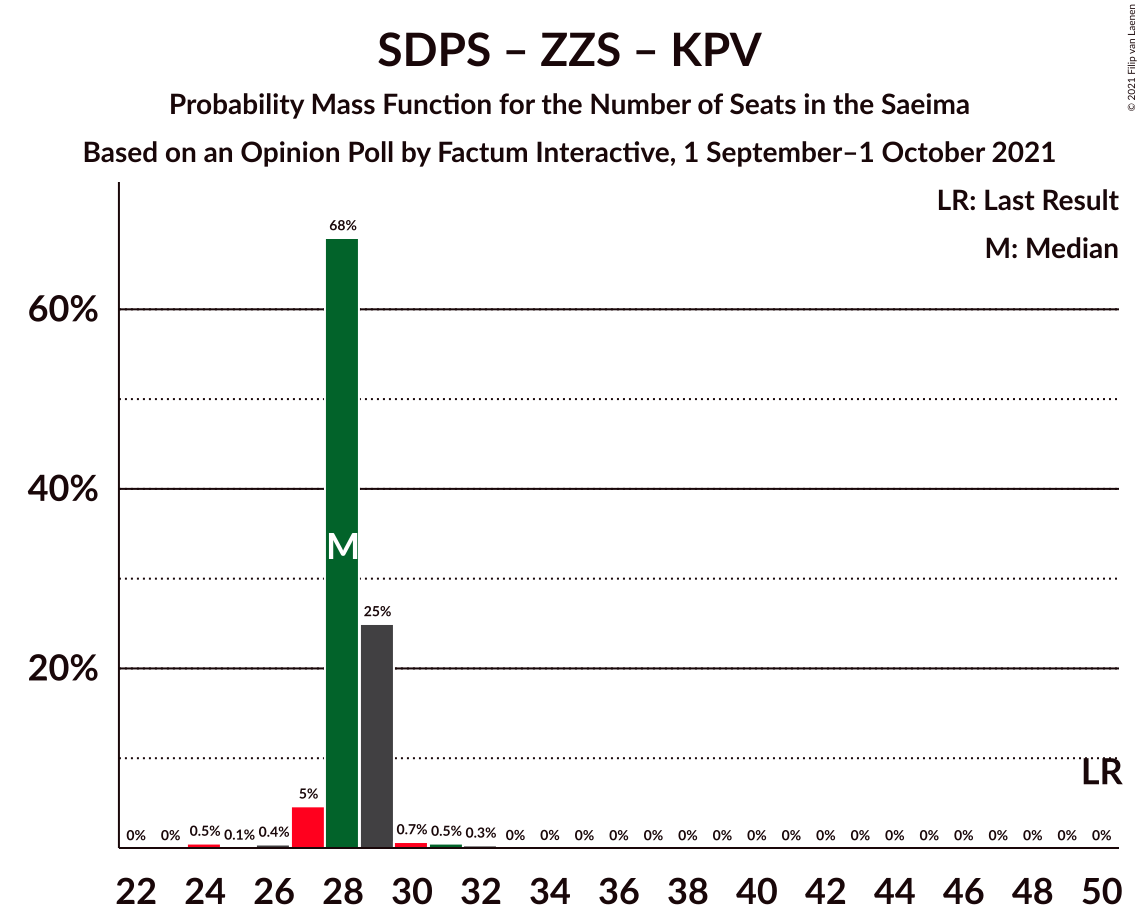 SDPS – ZZS – KPV
Probability Mass Function for the Number of Seats in the Saeima
Based on an Opinion Poll by Factum Interactive, 1 September–1 October 2021
© 2021 Filip van Laenen
LR: Last Result
M: Median
68%
60%
40%
M
25%
20%
LR
5%
0% 0% 0.5% 0.1% 0.4% 0.7% 0.5% 0.3% 0% 0% 0% 0% 0% 0% 0% 0% 0% 0% 0% 0% 0% 0% 0% 0% 0% 0%
22 24 26 28 30 32 34 36 38 40 42 44 46 48 50